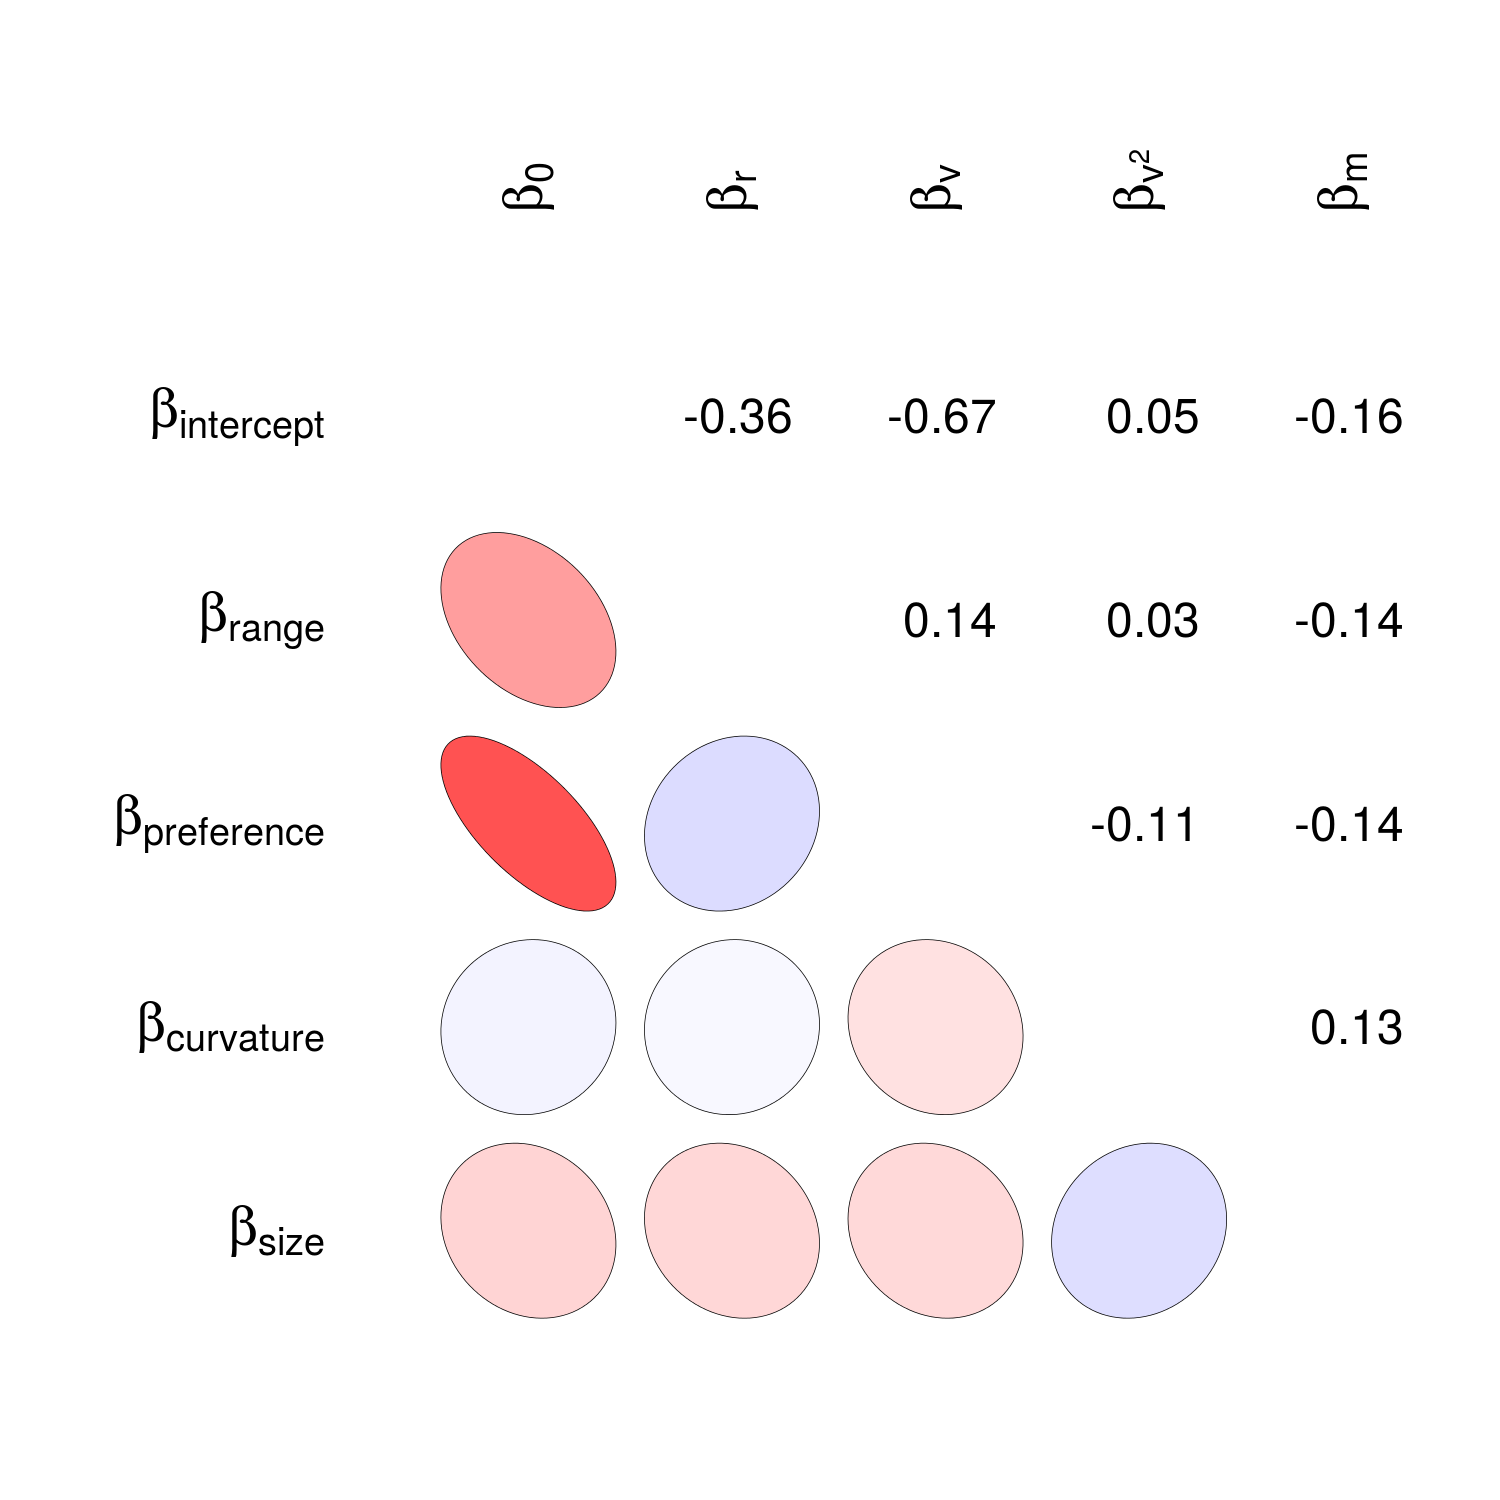 β0 βr βv βv² βm
βintercept -0.36 -0.67 0.05 -0.16
βrange 0.14 0.03 -0.14
βpreference -0.11 -0.14
βcurvature 0.13
βsize